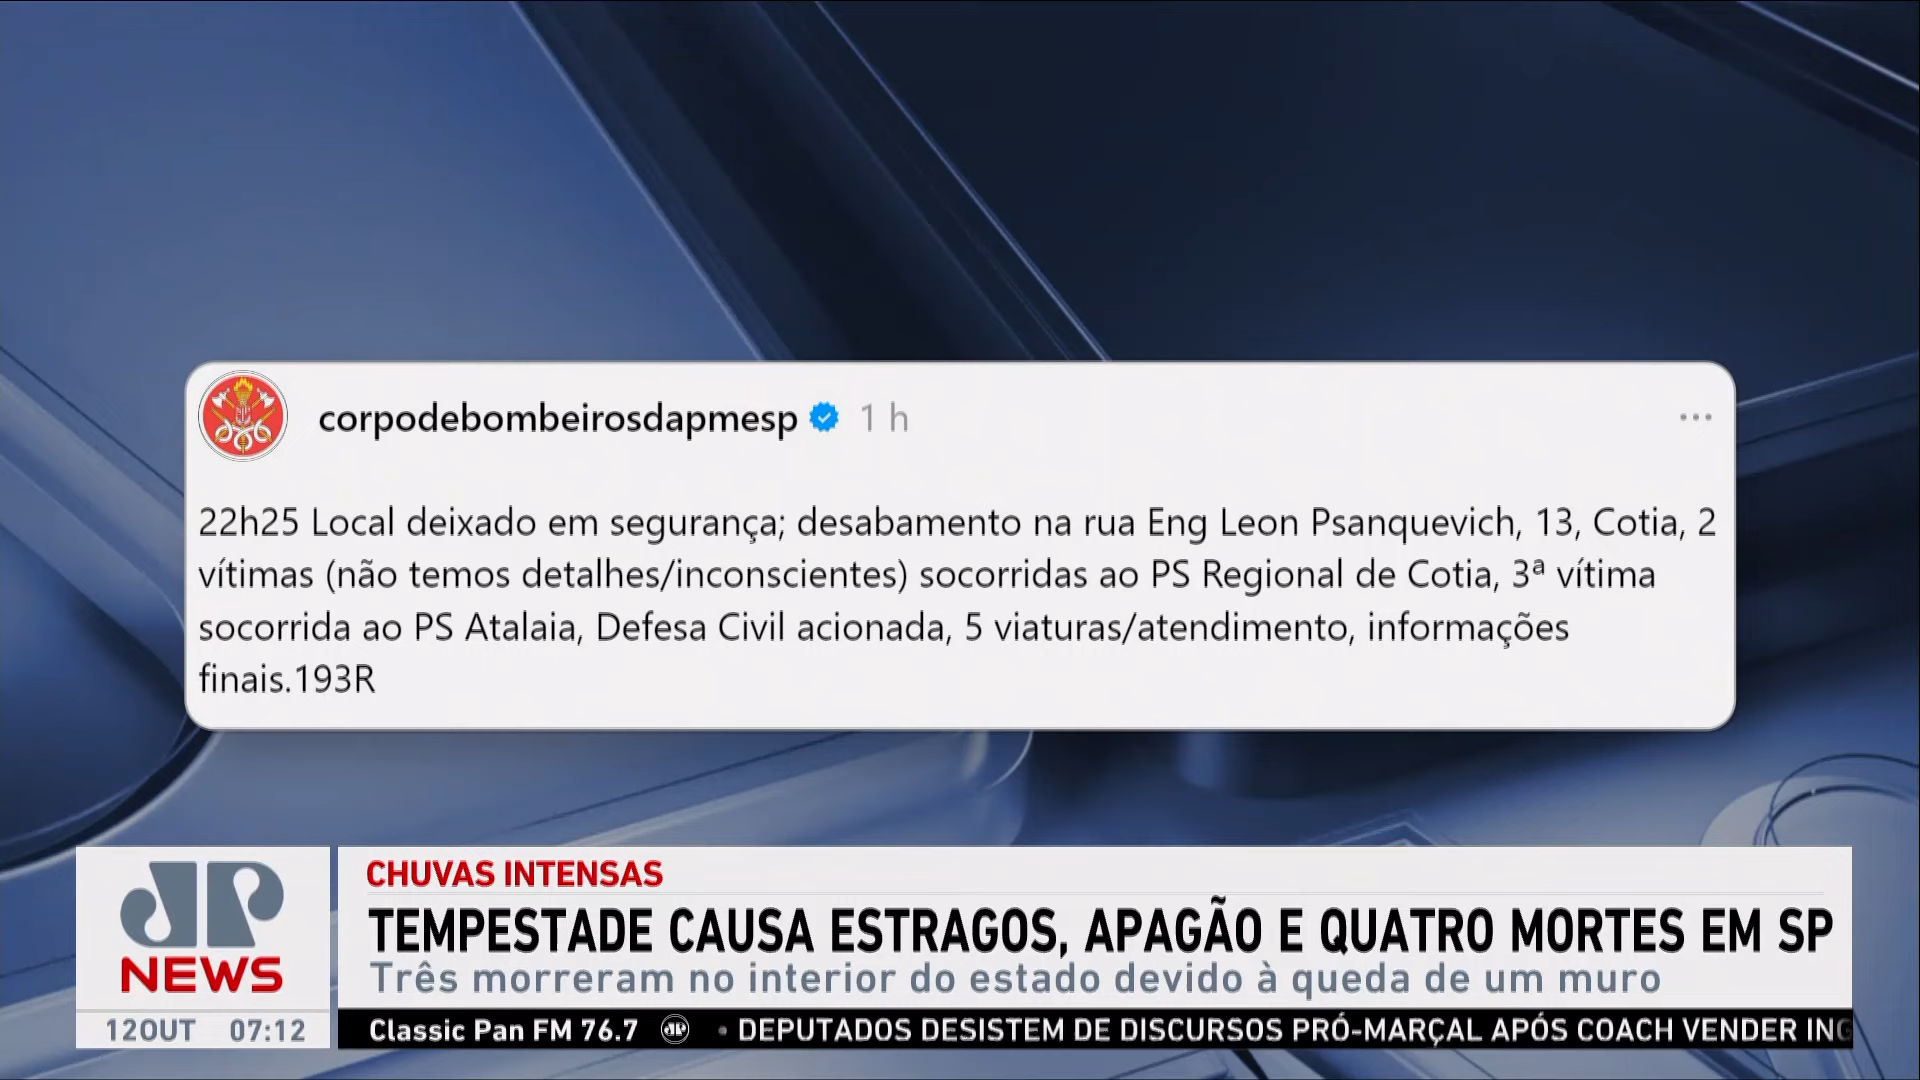 corpodebombeirosdapmesp 1 h
22h25 Local deixado em segurança; desabamento na rua Eng Leon Psanquevich, 13, Cotia, 2
vítimas (não temos detalhes/inconscientes) socorridas ao PS Regional de Cotia, 3ª vítima
socorrida ao PS Atalaia, Defesa Civil acionada, 5 viaturas/atendimento, informações
finais.193R
JP
NEWS
12OUT 07:12
CHUVAS INTENSAS
TEMPESTADE CAUSA ESTRAGOS, APAGÃO E QUATRO MORTES EM SP
Três morreram no interior do estado devido à queda de um muro
Classic Pan FM 76.7 JP • DEPUTADOS DESISTEM DE DISCURSOS PRÓ-MARÇAL APÓS COACH VENDER ING